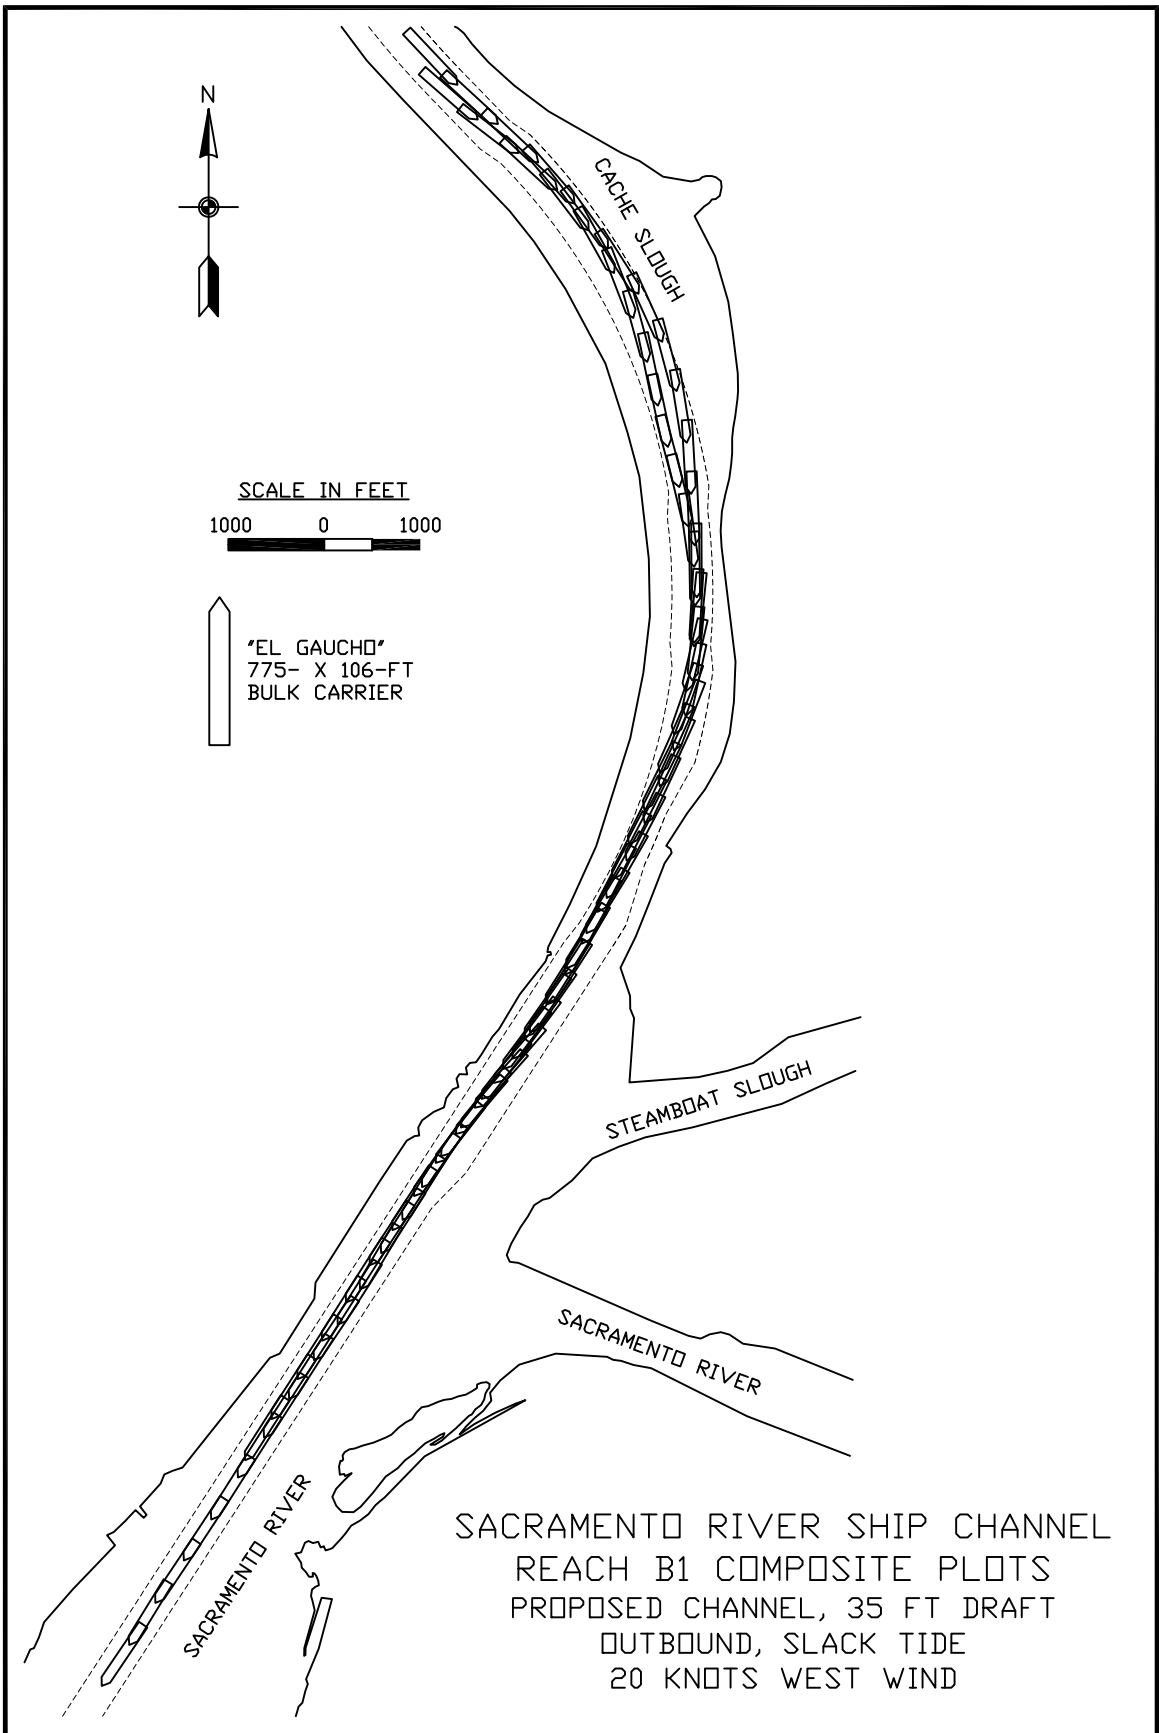 N
CACHE SLOUGH
SCALE IN FEET
1000 0 1000
"EL GAUCHO"
775- X 106-FT
BULK CARRIER
STEAMBOAT SLOUGH
SACRAMENTO RIVER
SACRAMENTO RIVER
SACRAMENTO RIVER SHIP CHANNEL
REACH B1 COMPOSITE PLOTS
PROPOSED CHANNEL, 35 FT DRAFT
OUTBOUND, SLACK TIDE
20 KNOTS WEST WIND